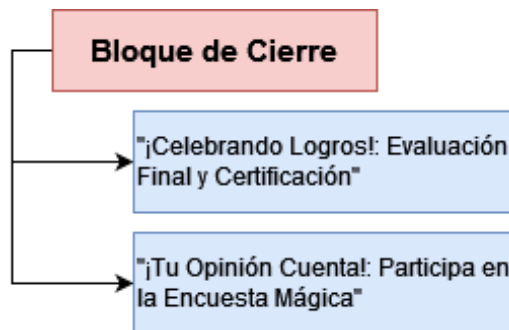 Bloque de Cierre
"¡Celebrando Logros!: Evaluación
Final y Certificación"
"¡Tu Opinión Cuenta!: Participa en
la Encuesta Mágica"